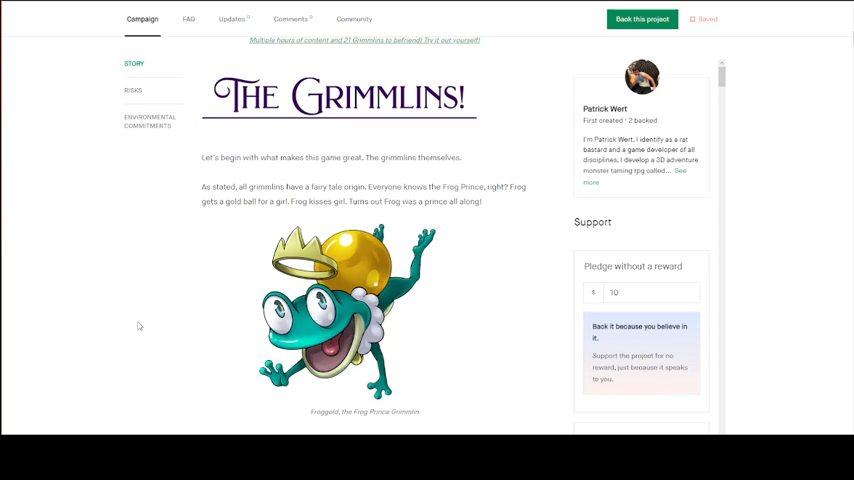 Campaign
FAQ
Updates 0
Comments 0
Community
Back this project
Saved
Multiple hours of content and 21 Grimmlins to befriend! Try it out yourself!
STORY
RISKS
ENVIRONMENTAL
COMMITMENTS
THE GRIMMLINS!
Let's begin with what makes this game great. The grimmlins themselves.
As stated, all grimmlins have a fairy tale origin. Everyone knows the Frog Prince, right? Frog
gets a gold ball for a girl. Frog kisses girl. Turns out Frog was a prince all along!
Froggold, the Frog Prince Grimmlin
Patrick Wert
First created · 2 backed
I'm Patrick Wert. I identify as a rat
bastard and a game developer of all
disciplines. I develop a 3D adventure
monster taming rpg called... See
more
Support
Pledge without a reward
$ 10
Back it because you believe in
it.
Support the project for no
reward, just because it speaks
to you.